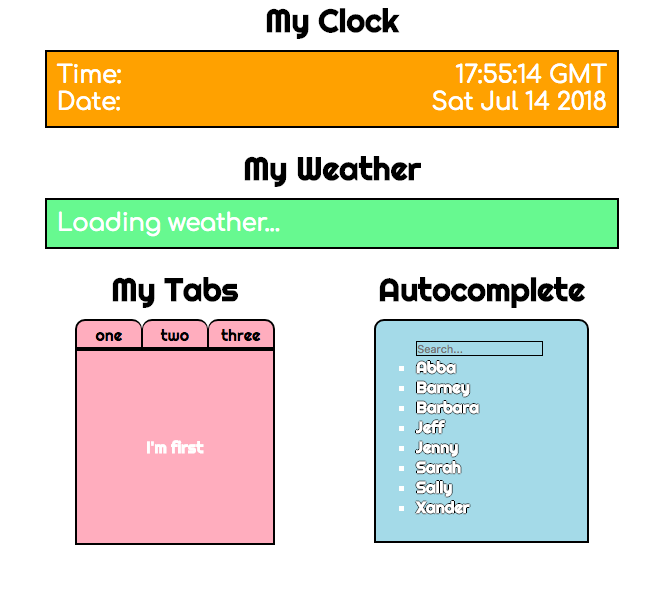 My Clock
Time: 17:55:14 GMT
Date: Sat Jul 14 2018
My Weather
Loading weather...
My Tabs
one two three
I'm first
Autocomplete
Search...
Abba
Barney
Barbara
Jeff
Jenny
Sarah
Sally
Xander